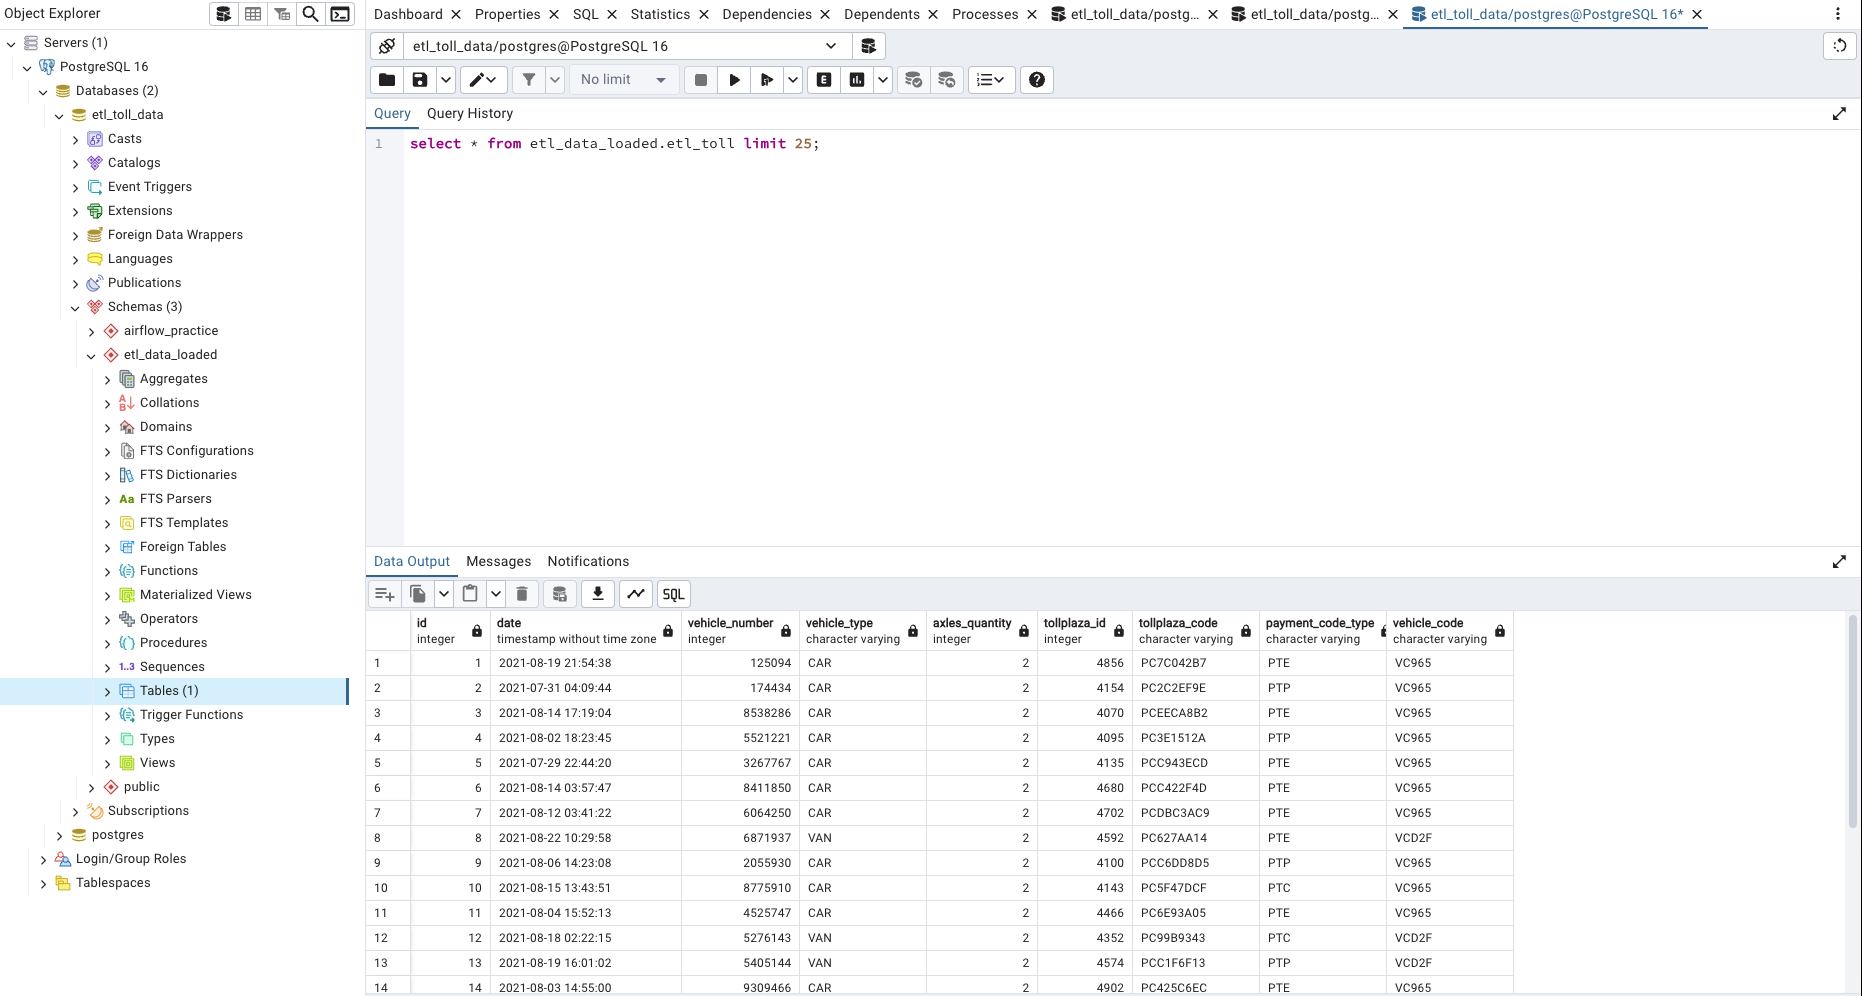 Object Explorer
Servers (1)
PostgreSQL 16
Databases (2)
etl_toll_data
Casts
Catalogs
Event Triggers
Extensions
Foreign Data Wrappers
Languages
Publications
Schemas (3)
airflow_practice
etl_data_loaded
Aggregates
Collations
Domains
FTS Configurations
FTS Dictionaries
Aa FTS Parsers
FTS Templates
Foreign Tables
Functions
Materialized Views
Operators
Procedures
1..3 Sequences
Tables (1)
Trigger Functions
Types
Views
public
Subscriptions
postgres
Login/Group Roles
Tablespaces
Dashboard Properties SQL Statistics Dependencies Dependents Processes etl_toll_data/postg... etl_toll_data/postg... etl_toll_data/postgres@PostgreSQL 16*
etl_toll_data/postgres@PostgreSQL 16
No limit E
Query Query History
1 select * from etl_data_loaded.etl_toll limit 25;
Data Output Messages Notifications
SQL
id date vehicle_number vehicle_type axles_quantity tollplaza_id tollplaza_code payment_code_type vehicle_code
integer timestamp without time zone integer character varying integer integer character varying character varying character varying
1 1 2021-08-19 21:54:38 125094 CAR 2 4856 PC7C042B7 PTE VC965
2 2 2021-07-31 04:09:44 174434 CAR 2 4154 PC2C2EF9E PTP VC965
3 3 2021-08-14 17:19:04 8538286 CAR 2 4070 PCEECA8B2 PTE VC965
4 4 2021-08-02 18:23:45 5521221 CAR 2 4095 PC3E1512A PTP VC965
5 5 2021-07-29 22:44:20 3267767 CAR 2 4135 PCC943ECD PTE VC965
6 6 2021-08-14 03:57:47 8411850 CAR 2 4680 PCC422F4D PTE VC965
7 7 2021-08-12 03:41:22 6064250 CAR 2 4702 PCDBC3AC9 PTE VC965
8 8 2021-08-22 10:29:58 6871937 VAN 2 4592 PC627AA14 PTE VCD2F
9 9 2021-08-06 14:23:08 2055930 CAR 2 4100 PCC6DD8D5 PTP VC965
10 10 2021-08-15 13:43:51 8775910 CAR 2 4143 PC5F47DCF PTC VC965
11 11 2021-08-04 15:52:13 4525747 CAR 2 4466 PC6E93A05 PTE VC965
12 12 2021-08-18 02:22:15 5276143 VAN 2 4352 PC99B9343 PTC VCD2F
13 13 2021-08-19 16:01:02 5405144 VAN 2 4574 PCC1F6F13 PTP VCD2F
14 14 2021-08-03 14:55:00 9309466 CAR 2 4902 PC425C6EC PTE VC965